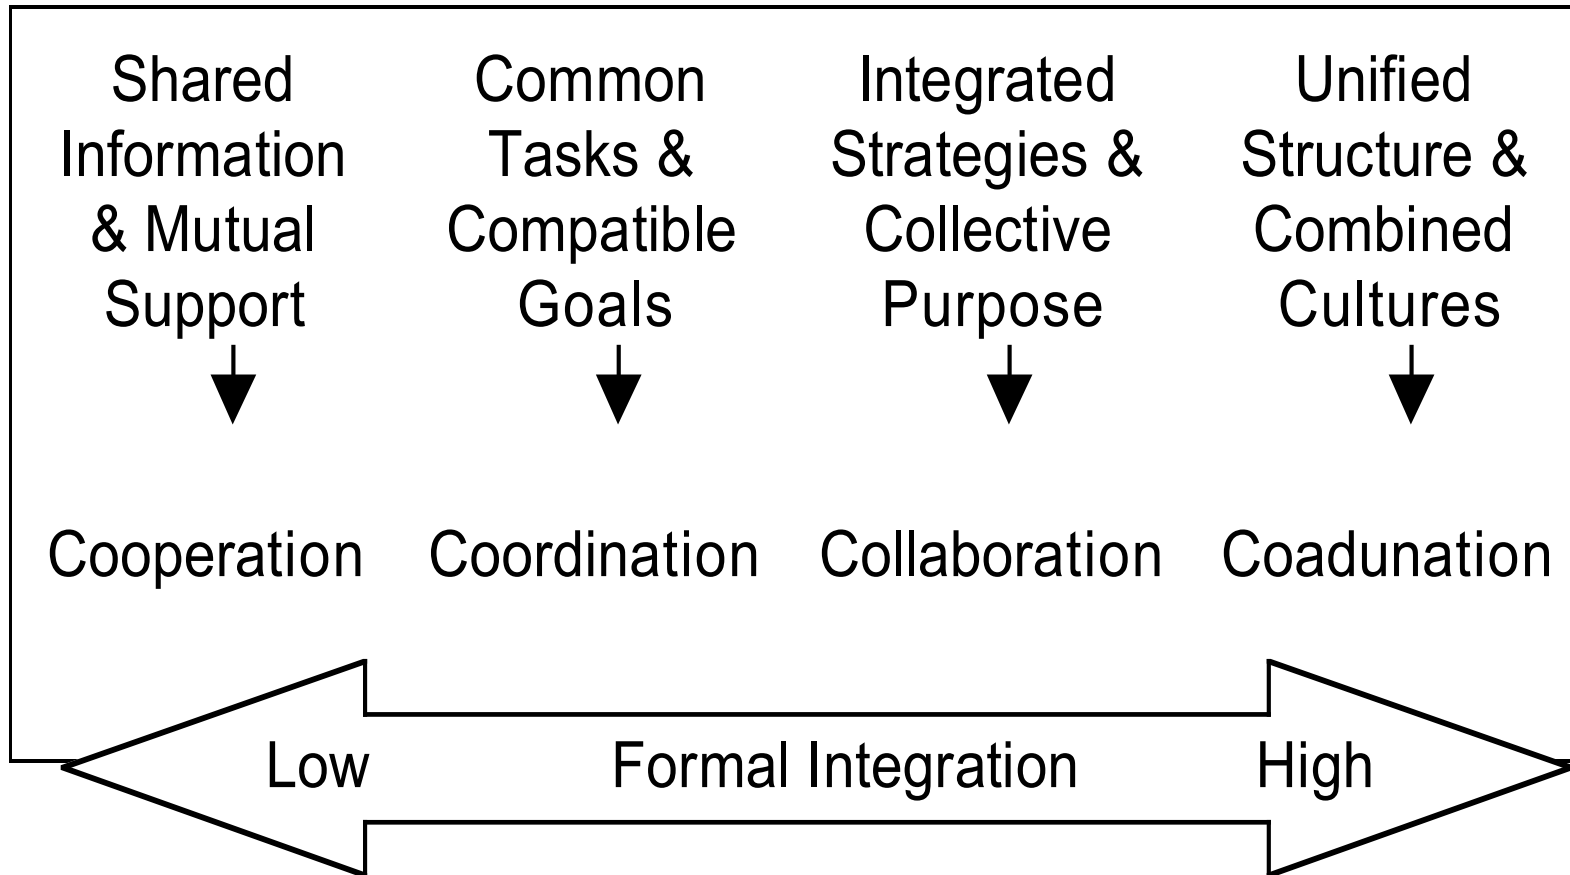 Shared
Information
& Mutual
Support
Common
Tasks &
Compatible
Goals
Integrated
Strategies &
Collective
Purpose
Unified
Structure &
Combined
Cultures
Cooperation
Coordination
Collaboration
Coadunation
Low
Formal Integration
High